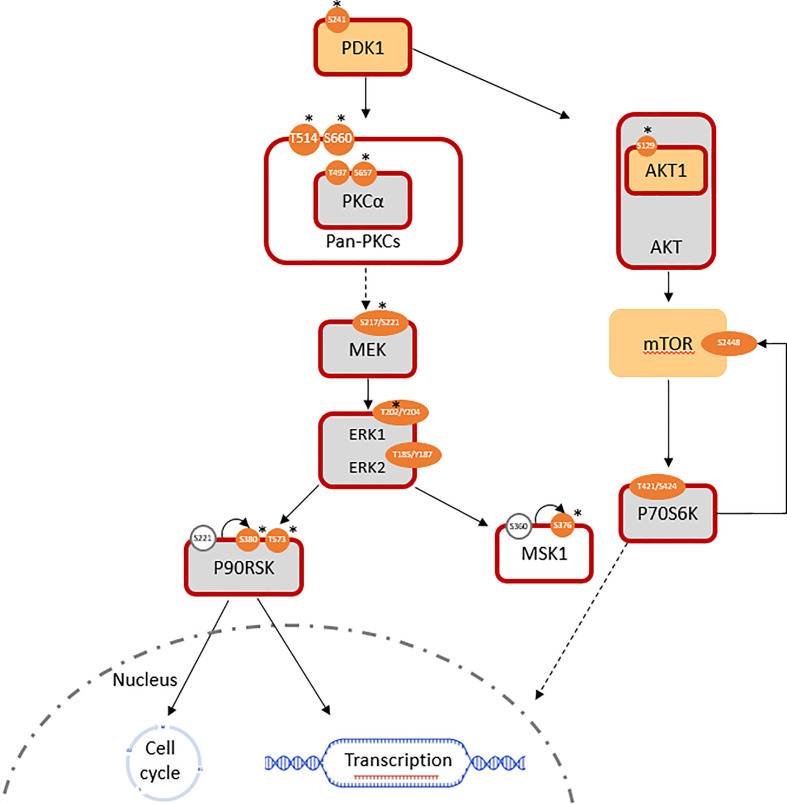 *
S241
PDK1
* *
T514 S660
*
T497 S657
PKCα
Pan-PKCs
*
S129
AKT1
AKT
*
S217/S221
MEK
mTOR
S2448
*
T202/Y204
ERK1
T185/Y187
ERK2
T421/S424
P70S6K
S221
S380 * T573 *
P90RSK
S360
S376 *
MSK1
Nucleus
Cell
cycle
Transcription